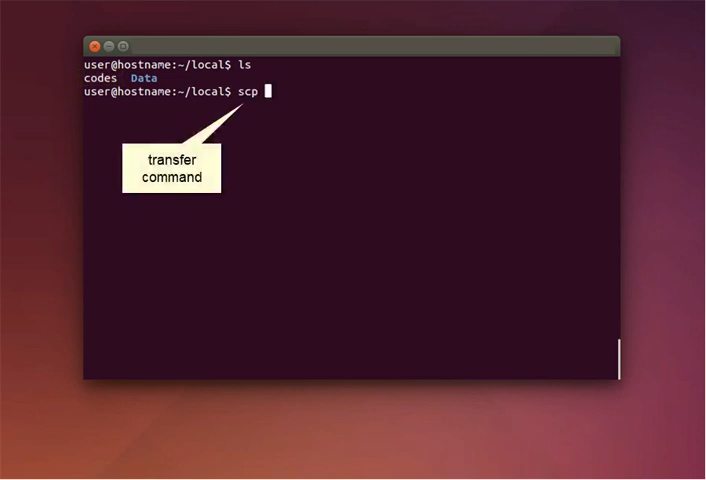 user@hostname:~/local$ ls
codes  Data
user@hostname:~/local$ scp
transfer
command